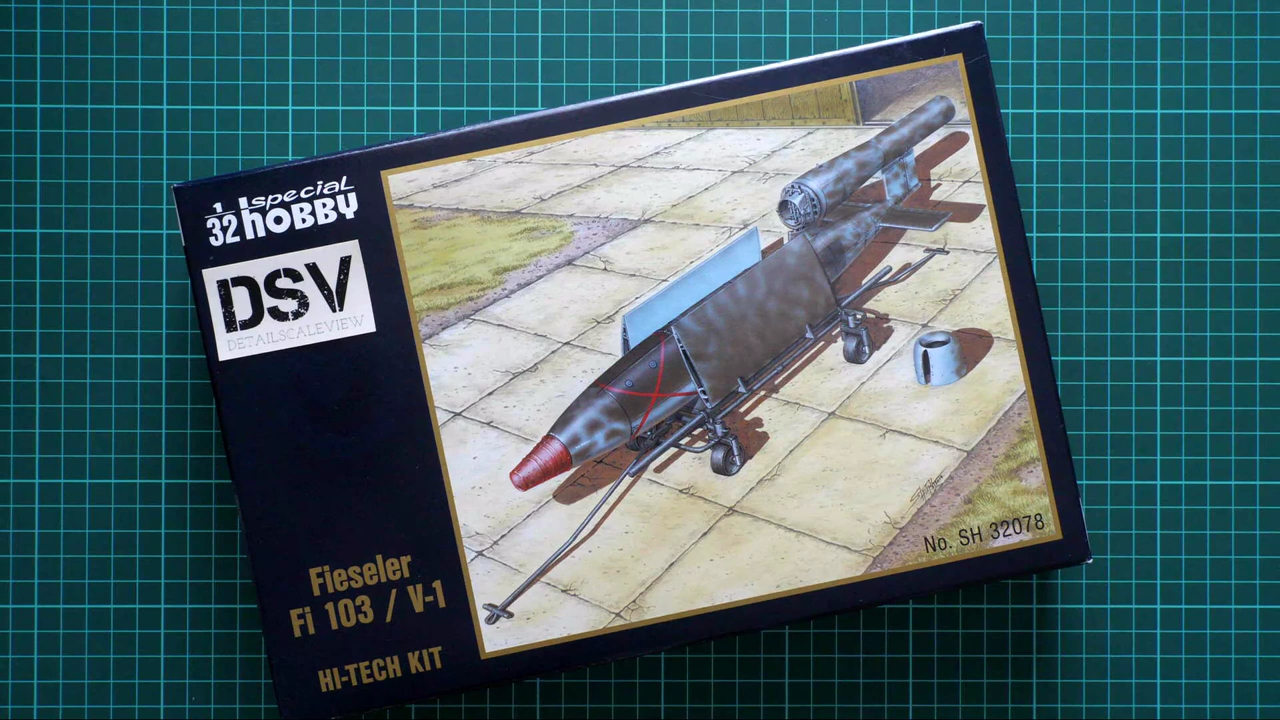 1/32 special
hobby
DSV
DETAILSCALEVIEW
Fieseler
Fi 103 / V-1
HI-TECH KIT
No. SH 32078